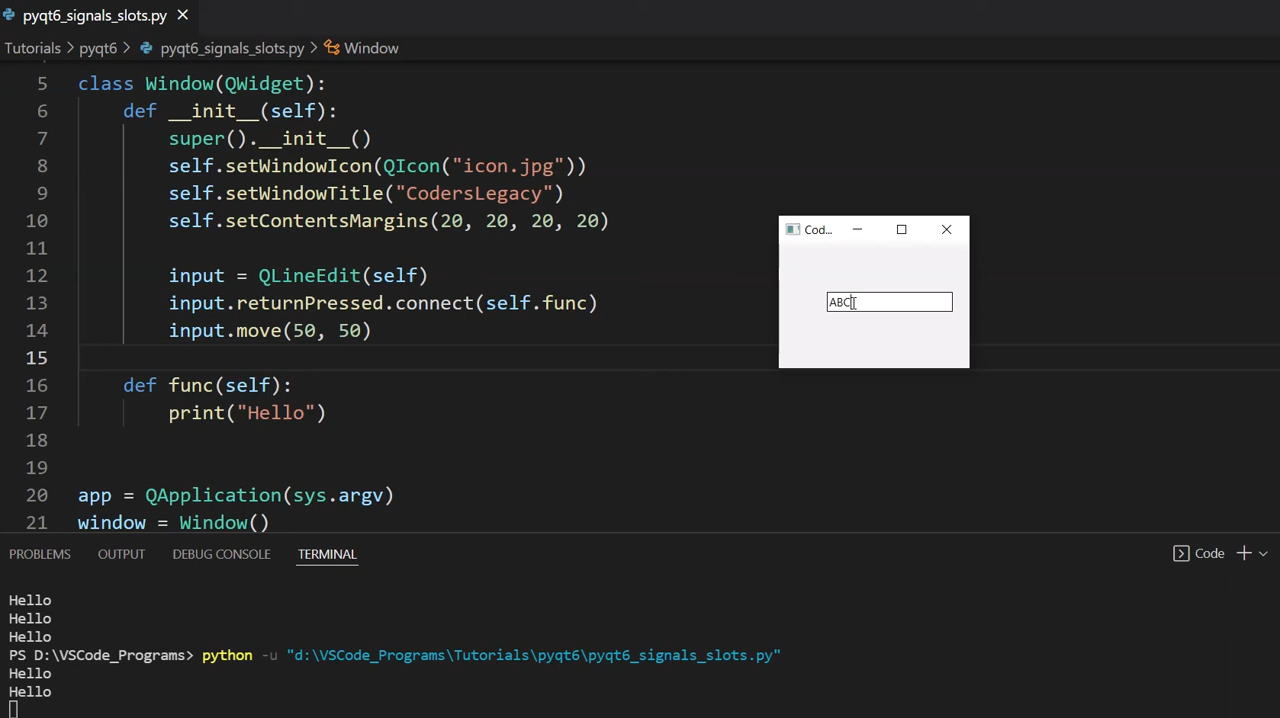 pyqt6_signals_slots.py
Tutorials > pyqt6 > pyqt6_signals_slots.py > Window
5 class Window(QWidget):
6 def __init__(self):
7 super().__init__()
8 self.setWindowIcon(QIcon("icon.jpg"))
9 self.setWindowTitle("CodersLegacy")
10 self.setContentsMargins(20, 20, 20, 20)
11
12 input = QLineEdit(self)
13 input.returnPressed.connect(self.func)
14 input.move(50, 50)
15
16 def func(self):
17 print("Hello")
18
19
20 app = QApplication(sys.argv)
21 window = Window()
Cod...
ABC
PROBLEMS OUTPUT DEBUG CONSOLE TERMINAL Code
Hello
Hello
Hello
PS D:\VSCode_Programs> python -u "d:\VSCode_Programs\Tutorials\pyqt6\pyqt6_signals_slots.py"
Hello
Hello